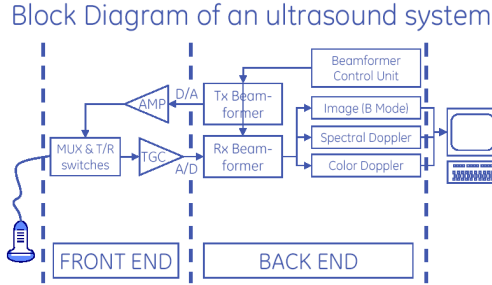 Block Diagram of an ultrasound system
Beamformer
Control Unit
D/A
AMP
Tx Beam-
former
Image (B Mode)
MUX & T/R
switches
TGC
A/D
Rx Beam-
former
Spectral Doppler
Color Doppler
FRONT END
BACK END